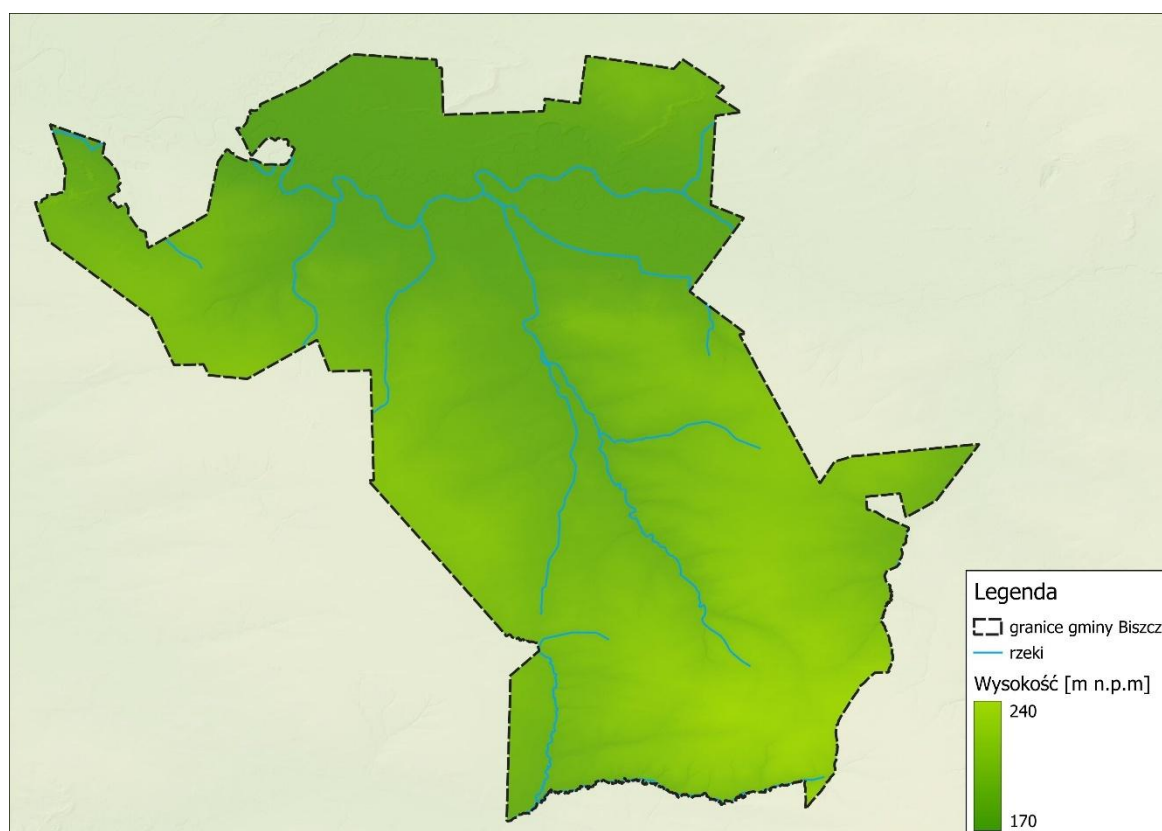 Legenda
granice gminy Biszcz
rzeki
Wysokość [m n.p.m]
240
170